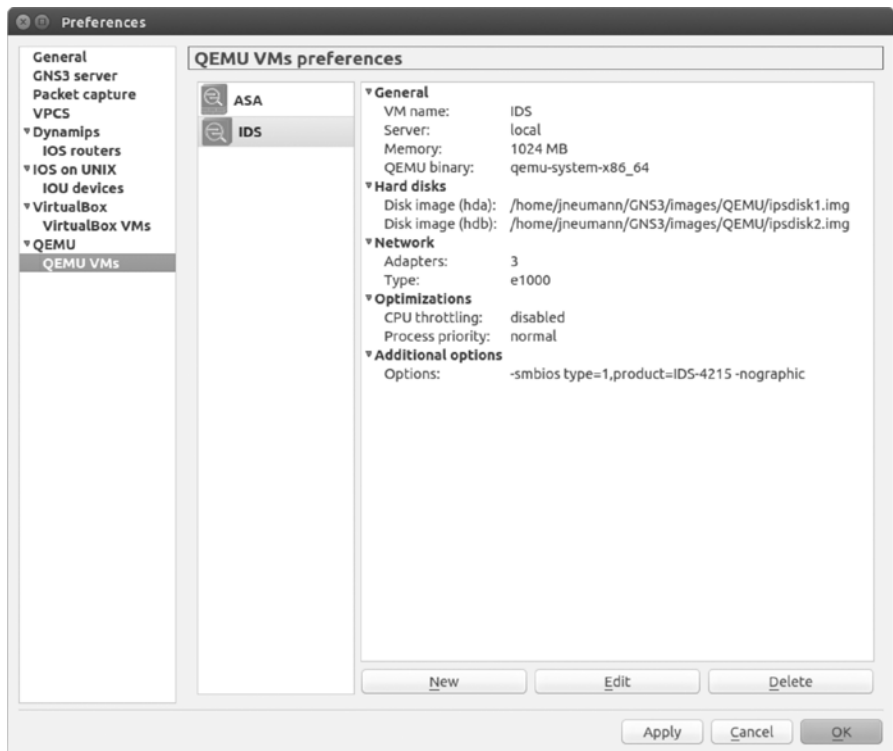 Preferences
General
GNS3 server
Packet capture
VPCS
Dynamips
IOS routers
IOS on UNIX
IOU devices
VirtualBox
VirtualBox VMs
QEMU
QEMU VMs
QEMU VMs preferences
ASA
IDS
General
VM name: IDS
Server: local
Memory: 1024 MB
QEMU binary: qemu-system-x86_64
Hard disks
Disk image (hda): /home/jneumann/GNS3/images/QEMU/ipsdisk1.img
Disk image (hdb): /home/jneumann/GNS3/images/QEMU/ipsdisk2.img
Network
Adapters: 3
Type: e1000
Optimizations
CPU throttling: disabled
Process priority: normal
Additional options
Options: -smbios type=1,product=IDS-4215 -nographic
New Edit Delete
Apply Cancel OK